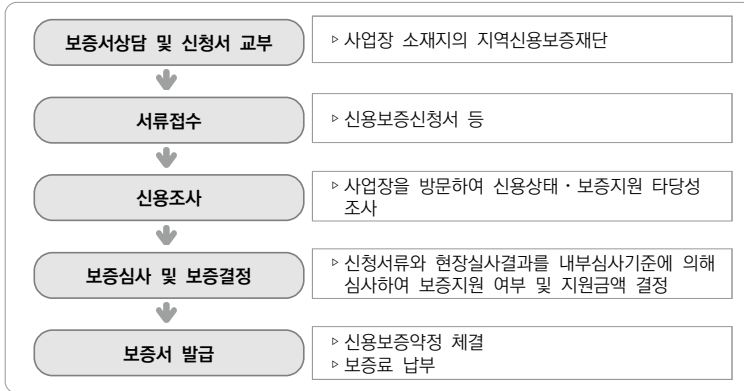 보증서상담 및 신청서 교부
▹ 사업장 소재지의 지역신용보증재단
서류접수
▹ 신용보증신청서 등
신용조사
▹ 사업장을 방문하여 신용상태・보증지원 타당성
조사
보증심사 및 보증결정
▹ 신청서류와 현장실사결과를 내부심사기준에 의해
심사하여 보증지원 여부 및 지원금액 결정
보증서 발급
▹ 신용보증약정 체결
▹ 보증료 납부